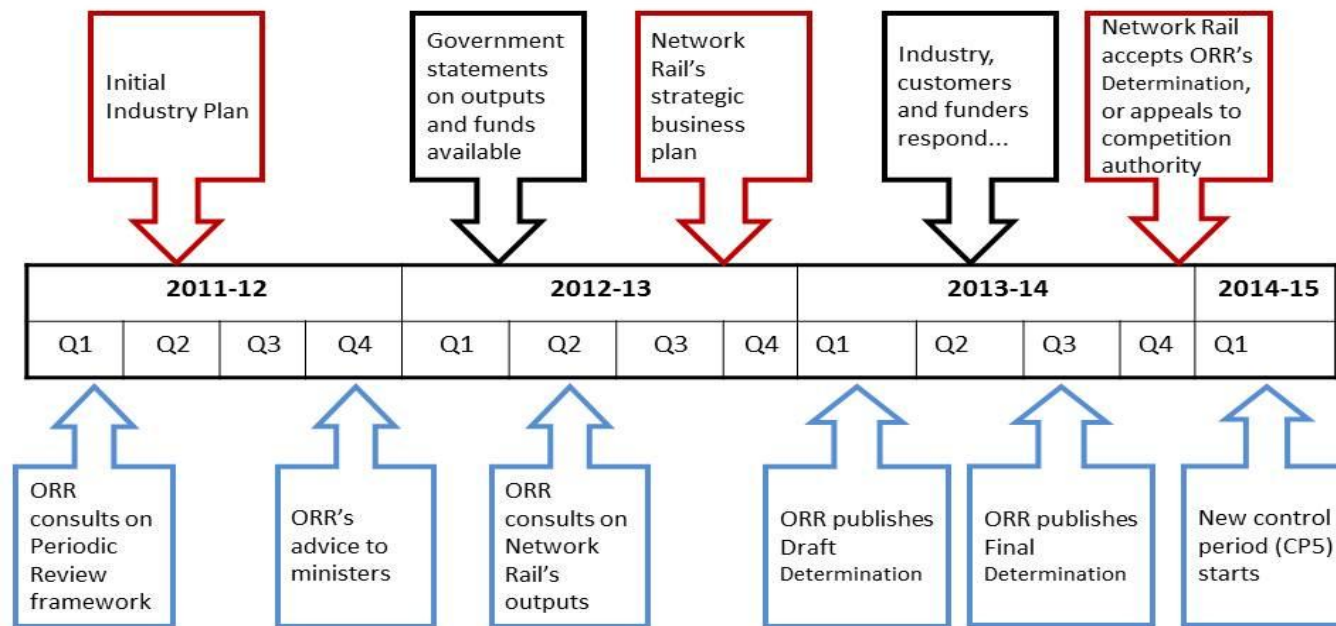 Initial
Industry Plan
Government
statements
on outputs
and funds
available
Network
Rail's
strategic
business
plan
Industry,
customers
and funders
respond...
Network Rail
accepts ORR's
Determination,
or appeals to
competition
authority
2011-12 2012-13 2013-14 2014-15
Q1 Q2 Q3 Q4 Q1 Q2 Q3 Q4 Q1 Q2 Q3 Q4 Q1
ORR
consults on
Periodic
Review
framework
ORR's
advice to
ministers
ORR
consults on
Network
Rail's
outputs
ORR publishes
Draft
Determination
ORR publishes
Final
Determination
New control
period (CP5)
starts